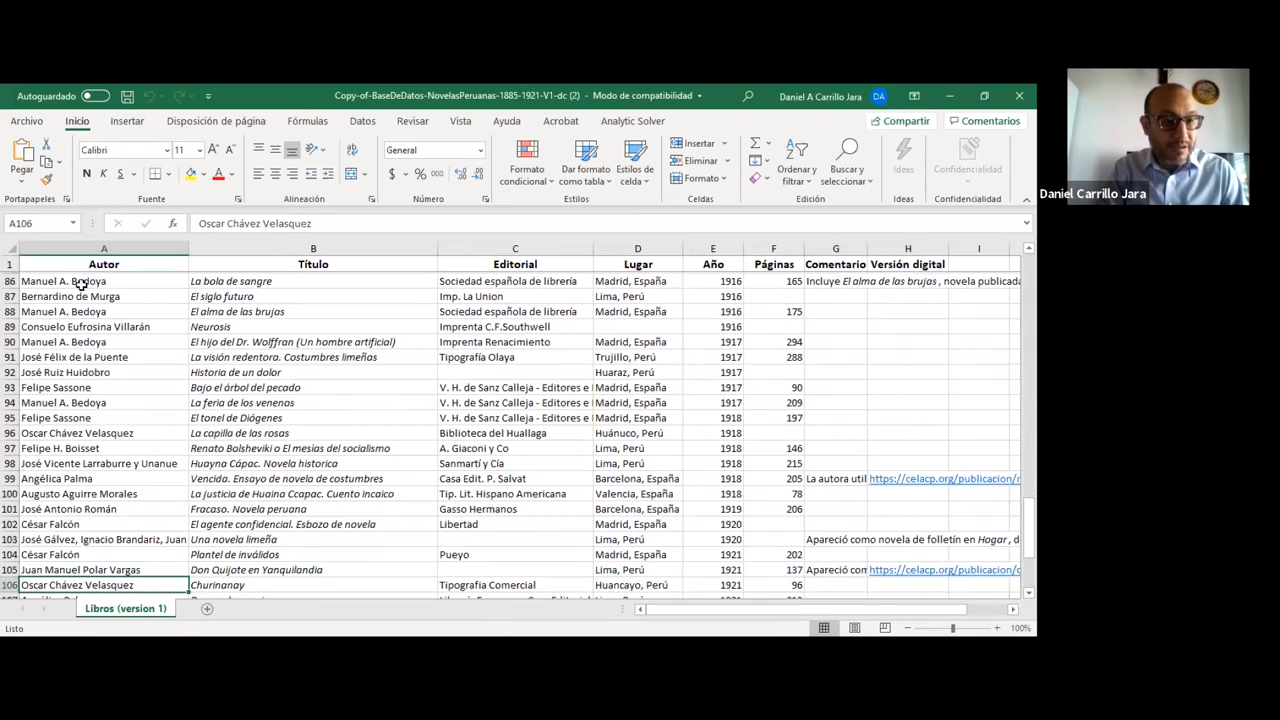 Autoguardado Copy-of-BaseDeDatos-NovelasPeruanas-1885-1921-V1-dc (2) - Modo de compatibilidad Daniel A Carrillo Jara DA
Archivo Inicio Insertar Disposición de página Fórmulas Datos Revisar Vista Ayuda Acrobat Analytic Solver Compartir Comentarios
Pegar Calibri 11 General Formato condicional Dar formato como tabla Estilos de celda Insertar Eliminar Formato Ordenar y filtrar Buscar y seleccionar Ideas Confidencialidad
Portapapeles Fuente Alineación Número Estilos Celdas Edición Ideas Confidencialidad
A106 fx Oscar Chávez Velasquez
A B C D E F G H I
1 Autor Título Editorial Lugar Año Páginas Comentario Versión digital
86 Manuel A. Bedoya La bola de sangre Sociedad española de librería Madrid, España 1916 165 Incluye El alma de las brujas , novela publicada
87 Bernardino de Murga El siglo futuro Imp. La Union Lima, Perú 1916
88 Manuel A. Bedoya El alma de las brujas Sociedad española de librería Madrid, España 1916 175
89 Consuelo Eufrosina Villarán Neurosis Imprenta C.F.Southwell 1916
90 Manuel A. Bedoya El hijo del Dr. Wolffran (Un hombre artificial) Imprenta Renacimiento Madrid, España 1917 294
91 José Félix de la Puente La visión redentora. Costumbres limeñas Tipografía Olaya Trujillo, Perú 1917 288
92 José Ruiz Huidobro Historia de un dolor Huaraz, Perú 1917
93 Felipe Sassone Bajo el árbol del pecado V. H. de Sanz Calleja - Editores e I Madrid, España 1917 90
94 Manuel A. Bedoya La feria de los venenos V. H. de Sanz Calleja - Editores e I Madrid, España 1917 209
95 Felipe Sassone El tonel de Diógenes V. H. de Sanz Calleja - Editores e I Madrid, España 1918 197
96 Oscar Chávez Velasquez La capilla de las rosas Biblioteca del Huallaga Huánuco, Perú 1918
97 Felipe H. Boisset Renato Bolsheviki o El mesías del socialismo A. Giaconi y Co Lima, Perú 1918 146
98 José Vicente Larraburre y Unanue Huayna Cápac. Novela historica Sanmartí y Cía Lima, Perú 1918 215
99 Angélica Palma Vencida. Ensayo de novela de costumbres Casa Edit. P. Salvat Barcelona, España 1918 205 La autora util https://celacp.org/publicacion/
100 Augusto Aguirre Morales La justicia de Huaina Ccapac. Cuento incaico Tip. Lit. Hispano Americana Valencia, España 1918 78
101 José Antonio Román Fracaso. Novela peruana Gasso Hermanos Barcelona, España 1919 206
102 César Falcón El agente confidencial. Esbozo de novela Libertad Madrid, España 1920
103 José Gálvez, Ignacio Brandariz, Juan Una novela limeña Lima, Perú 1920 Apareció como novela de folletín en Hogar , d
104 César Falcón Plantel de inválidos Pueyo Madrid, España 1921 202
105 Juan Manuel Polar Vargas Don Quijote en Yanquilandia Lima, Perú 1921 137 Apareció com https://celacp.org/publicacion/
106 Oscar Chávez Velasquez Churinanay Tipografia Comercial Huancayo, Perú 1921 96
Libros (version 1)
Listo 100%
Daniel Carrillo Jara